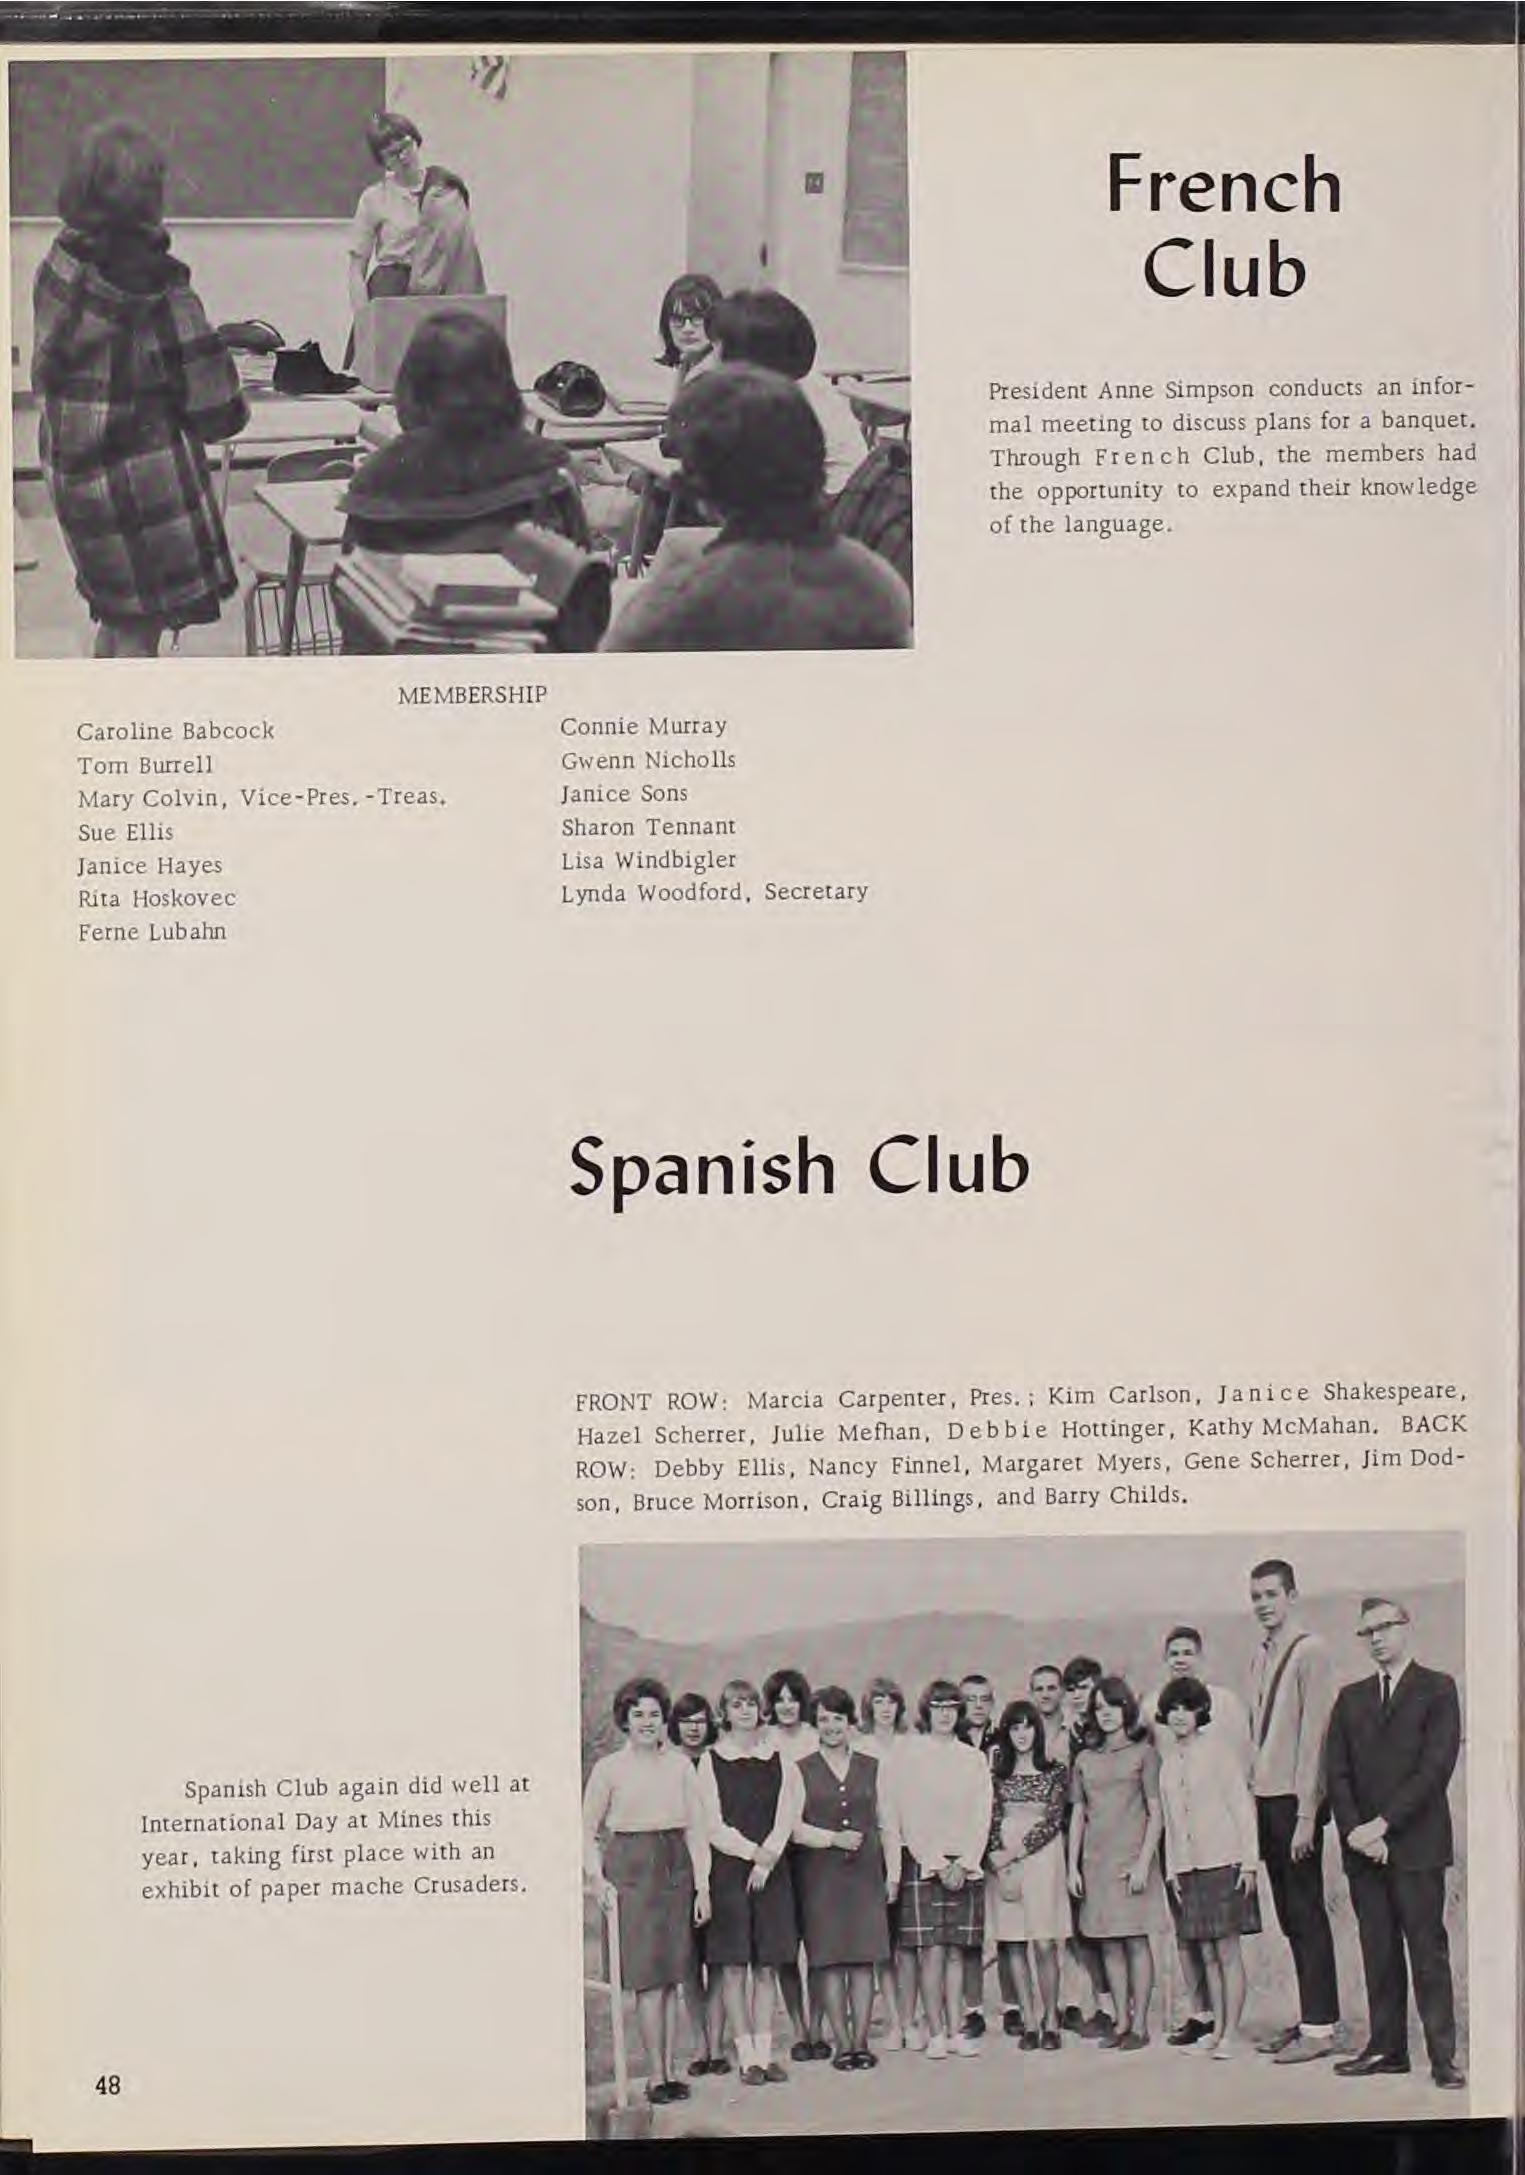 French
Club
President Anne Simpson conducts an infor-
mal meeting to discuss plans for a banquet.
Through French Club, the members had
the opportunity to expand their knowledge
of the language.
MEMBERSHIP
Caroline Babcock
Tom Burrell
Mary Colvin, Vice-Pres.-Treas.
Sue Ellis
Janice Hayes
Rita Hoskovec
Ferne Lubahn
Connie Murray
Gwenn Nicholls
Janice Sons
Sharon Tennant
Lisa Windbigler
Lynda Woodford, Secretary
Spanish Club
FRONT ROW: Marcia Carpenter, Pres.; Kim Carlson, Janice Shakespeare,
Hazel Scherrer, Julie Mefhan, Debbie Hottinger, Kathy McMahan. BACK
ROW: Debby Ellis, Nancy Finnel, Margaret Myers, Gene Scherrer, Jim Dod-
son, Bruce Morrison, Craig Billings, and Barry Childs.
Spanish Club again did well at
International Day at Mines this
year, taking first place with an
exhibit of paper mache Crusaders.
48